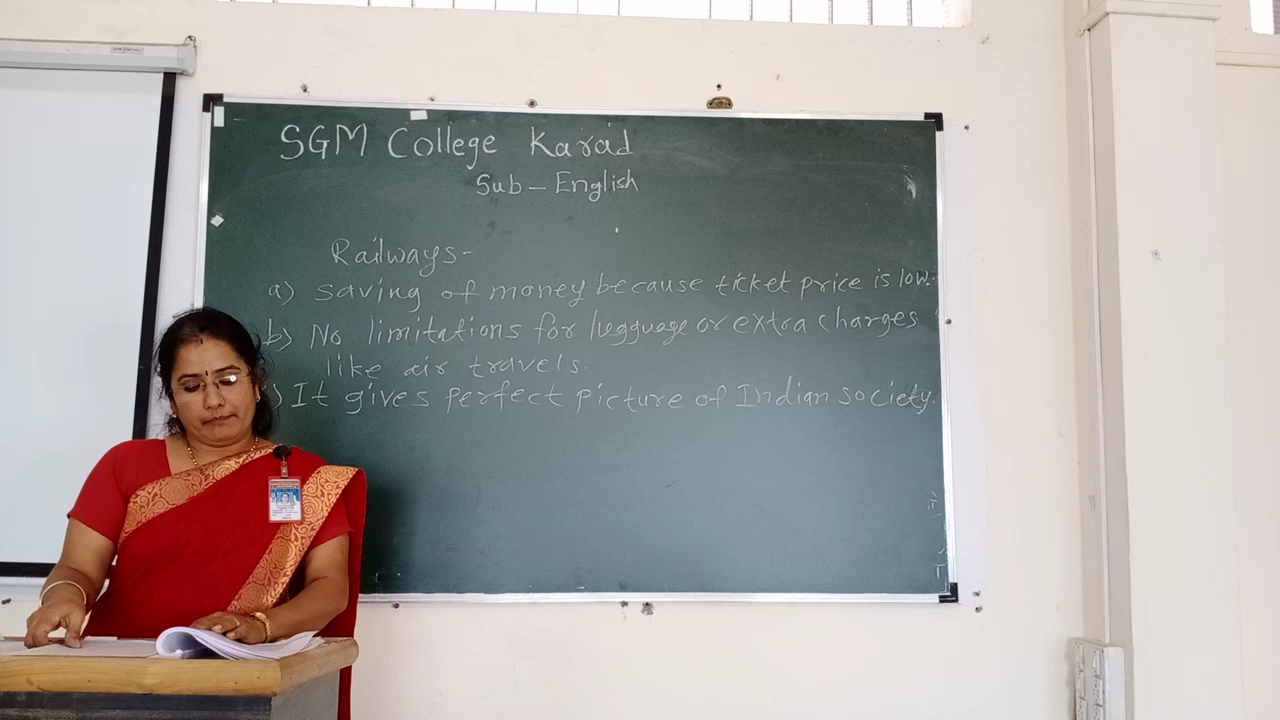 SGM College Karad
Sub - English
Railways -
a) saving of money because ticket price is low.
b) No limitations for lugguage or extra charges
like air travels.
) It gives perfect picture of Indian society.